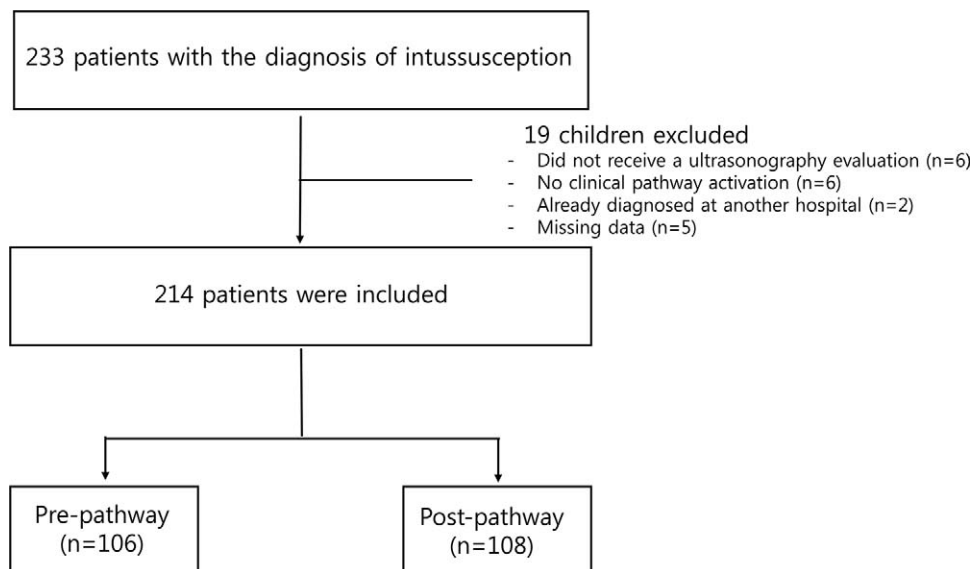 233 patients with the diagnosis of intussusception
19 children excluded
- Did not receive a ultrasonography evaluation (n=6)
- No clinical pathway activation (n=6)
- Already diagnosed at another hospital (n=2)
- Missing data (n=5)
214 patients were included
Pre-pathway
(n=106)
Post-pathway
(n=108)